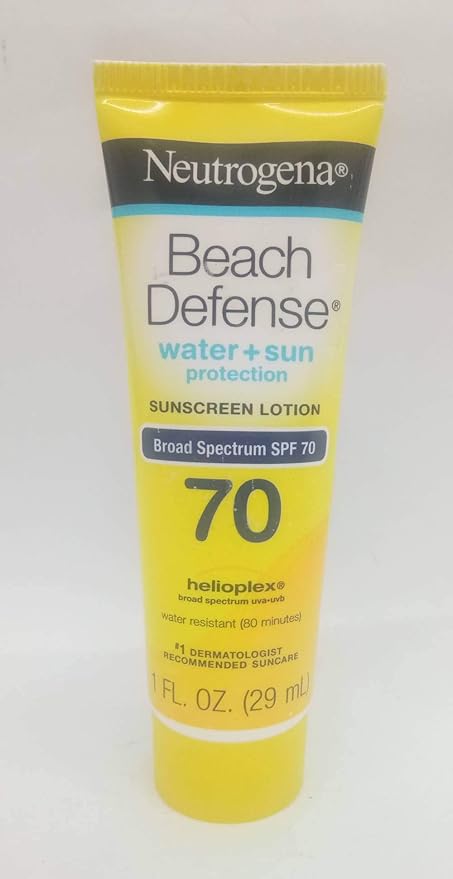 Neutrogena®
Beach
Defense®
water + sun
protection
SUNSCREEN LOTION
Broad Spectrum SPF 70
70
helioplex®
broad spectrum uva•uvb
water resistant (80 minutes)
#1 DERMATOLOGIST
RECOMMENDED SUNCARE
1 FL. OZ. (29 mL)